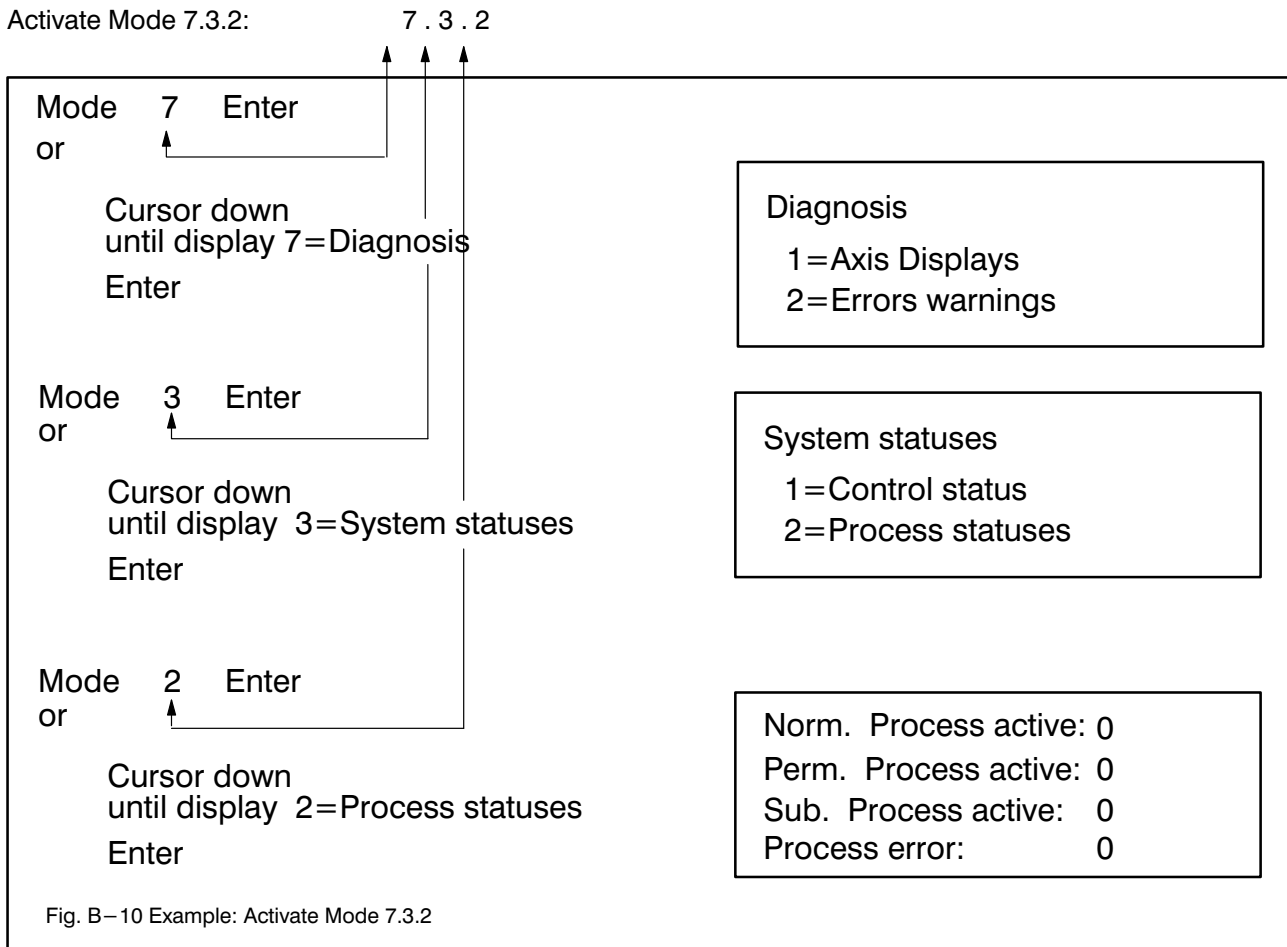 Activate Mode 7.3.2: 7 . 3 . 2
Mode 7 Enter
or
Cursor down
until display 7=Diagnosis
Enter
Diagnosis
1=Axis Displays
2=Errors warnings
Mode 3 Enter
or
Cursor down
until display 3=System statuses
Enter
System statuses
1=Control status
2=Process statuses
Mode 2 Enter
or
Cursor down
until display 2=Process statuses
Enter
Norm. Process active: 0
Perm. Process active: 0
Sub. Process active: 0
Process error: 0
Fig. B−10 Example: Activate Mode 7.3.2